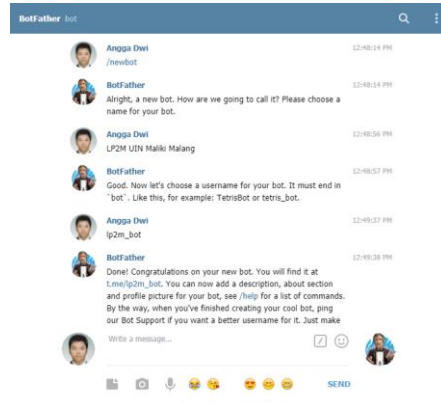 BotFather bot
Angga Dwi 12:48:14 PM
/newbot
BotFather 12:48:14 PM
Alright, a new bot. How are we going to call it? Please choose a
name for your bot.
Angga Dwi 12:48:56 PM
LP2M UIN Maliki Malang
BotFather 12:48:57 PM
Good. Now let's choose a username for your bot. It must end in
`bot`. Like this, for example: TetrisBot or tetris_bot.
Angga Dwi 12:49:37 PM
lp2m_bot
BotFather 12:49:38 PM
Done! Congratulations on your new bot. You will find it at
t.me/lp2m_bot. You can now add a description, about section
and profile picture for your bot, see /help for a list of commands.
By the way, when you've finished creating your cool bot, ping
our Bot Support if you want a better username for it. Just make
Write a message...
SEND